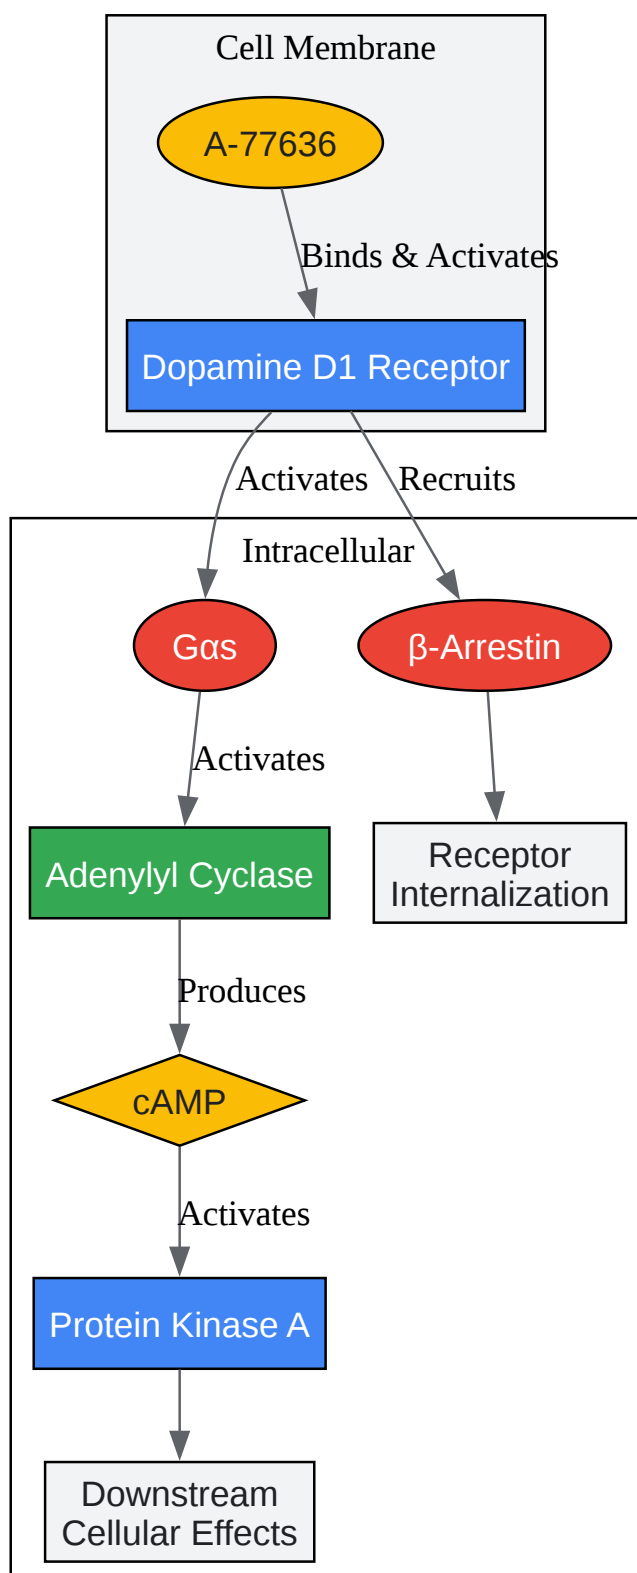 Cell Membrane
A-77636
Binds & Activates
Dopamine D1 Receptor
Activates
Recruits
Intracellular
Gαs
β-Arrestin
Activates
Adenylyl Cyclase
Receptor
Internalization
Produces
cAMP
Activates
Protein Kinase A
Downstream
Cellular Effects